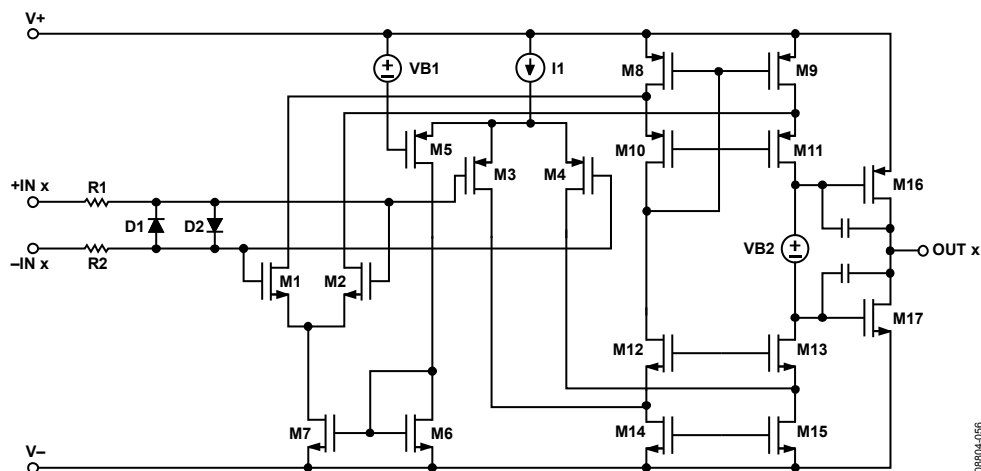 V+
VB1
I1
M8
M9
M5
M10
M11
M3
M4
M16
+IN x
R1
D1
D2
VB2
OUT x
–IN x
R2
M1
M2
M17
M12
M13
M7
M6
M14
M15
V–
08804-056